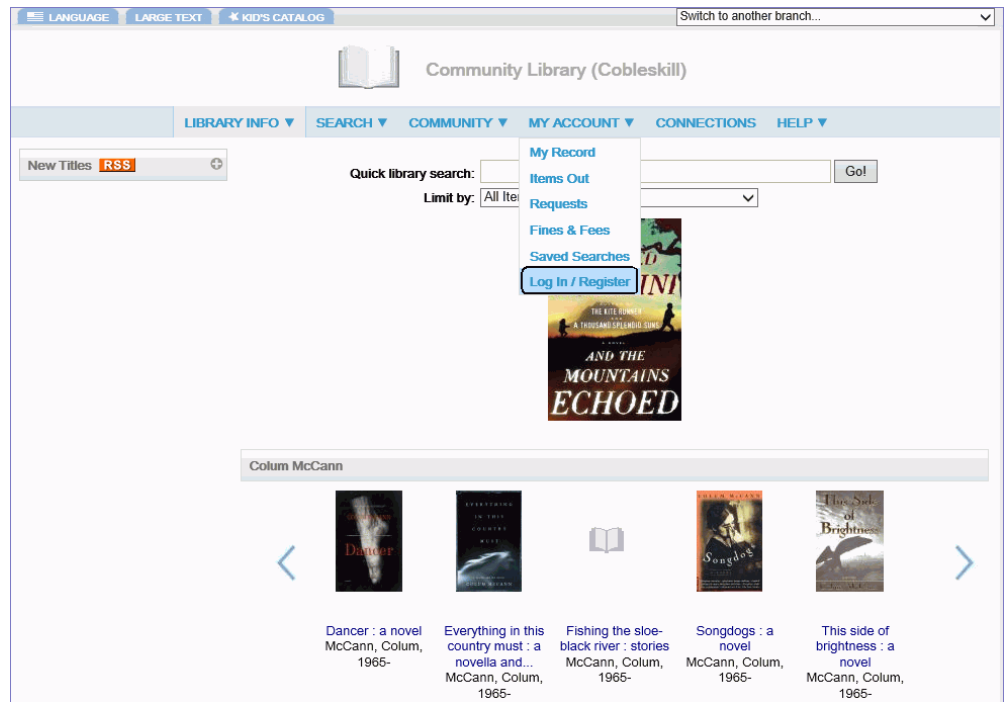 LANGUAGE LARGE TEXT KID'S CATALOG Switch to another branch...
Community Library (Cobleskill)
LIBRARY INFO ▼ SEARCH ▼ COMMUNITY ▼ MY ACCOUNT ▼ CONNECTIONS HELP ▼
New Titles RSS
Quick library search: Go!
Limit by: All Ite
My Record
Items Out
Requests
Fines & Fees
Saved Searches
Log In / Register
INI
THE KITE RUNNER
A THOUSAND SPLENDID SUNS
A NOVEL
AND THE
MOUNTAINS
ECHOED
Colum McCann
Dancer
EVERYTHING
IN THIS
COUNTRY
MUST
COLUM McCANN
COLUM McCANN
Songdogs
This Side
of
Brightness
Dancer : a novel
McCann, Colum,
1965-
Everything in this
country must : a
novella and...
McCann, Colum,
1965-
Fishing the sloe-
black river : stories
McCann, Colum,
1965-
Songdogs : a
novel
McCann, Colum,
1965-
This side of
brightness : a
novel
McCann, Colum,
1965-